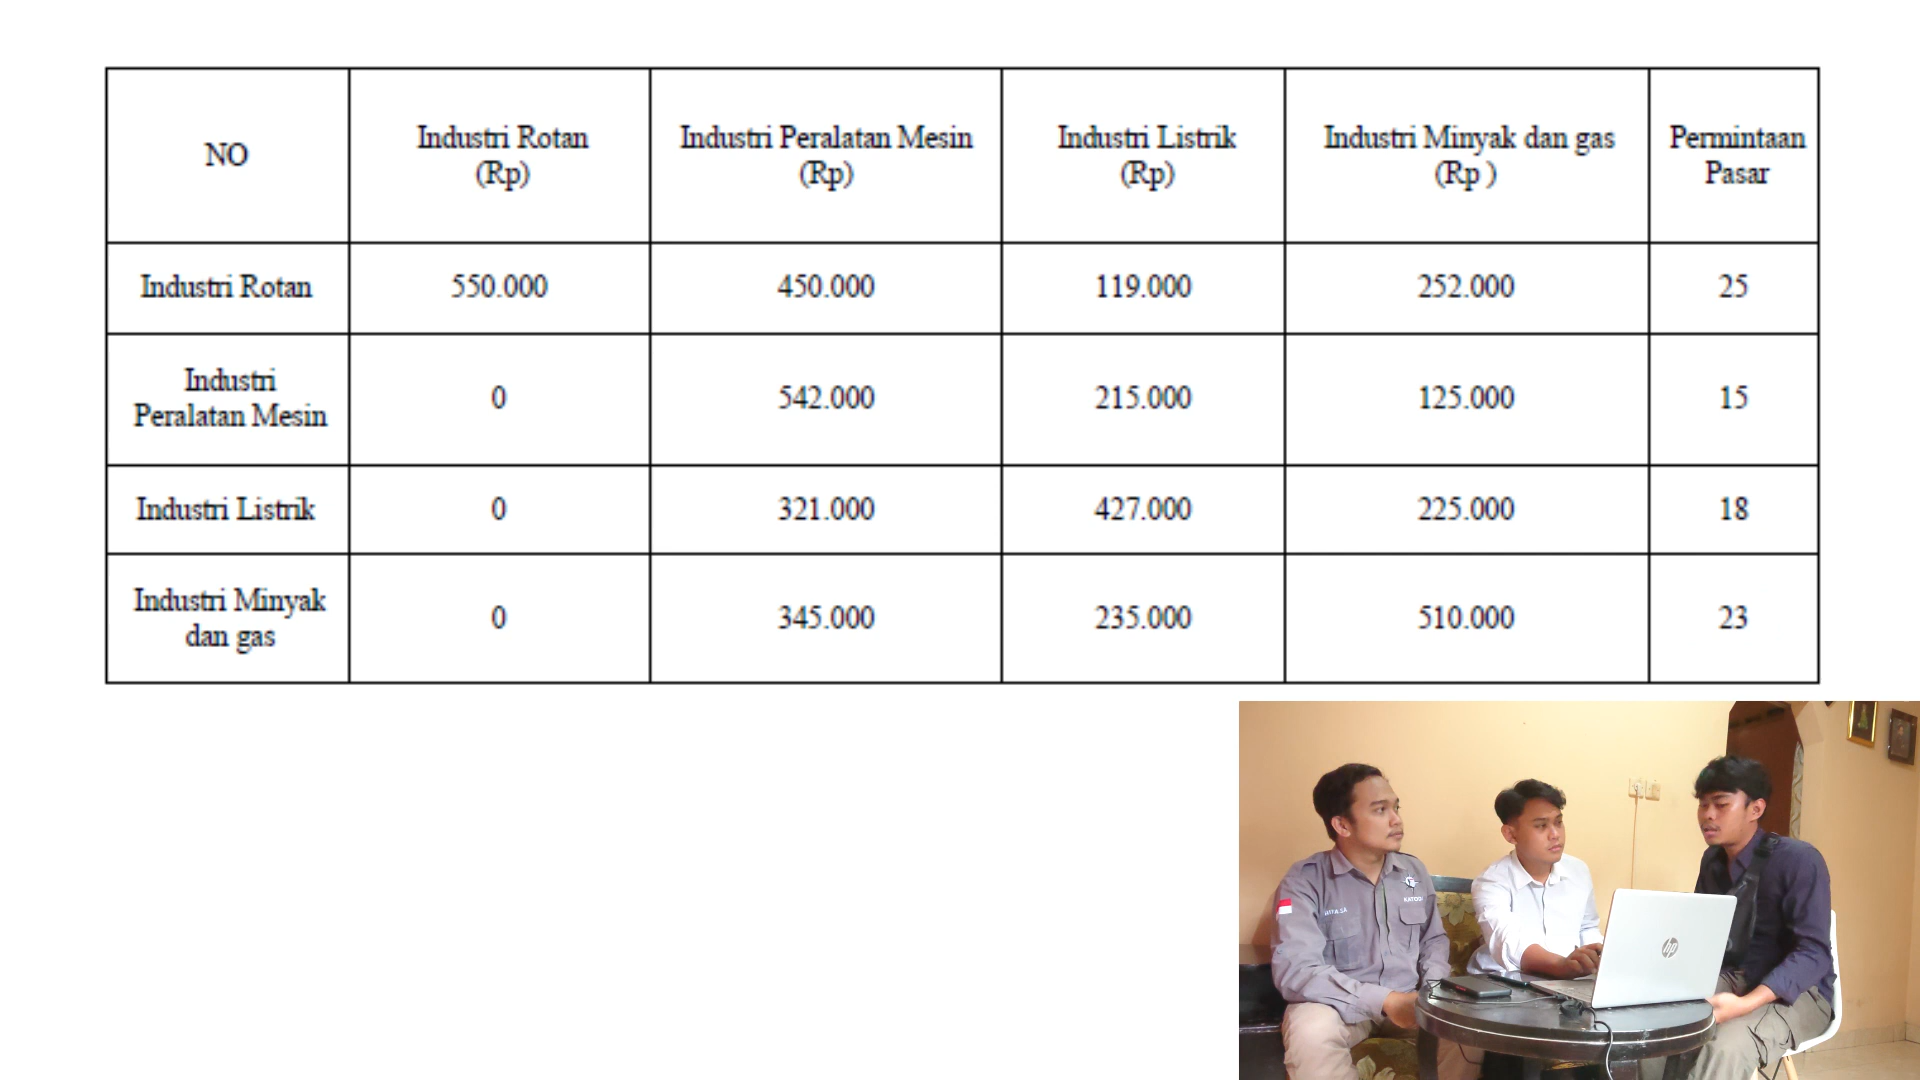 NO
Industri Rotan
(Rp)
Industri Peralatan Mesin
(Rp)
Industri Listrik
(Rp)
Industri Minyak dan gas
(Rp )
Permintaan
Pasar
Industri Rotan
550.000
450.000
119.000
252.000
25
Industri
Peralatan Mesin
0
542.000
215.000
125.000
15
Industri Listrik
0
321.000
427.000
225.000
18
Industri Minyak
dan gas
0
345.000
235.000
510.000
23
hp